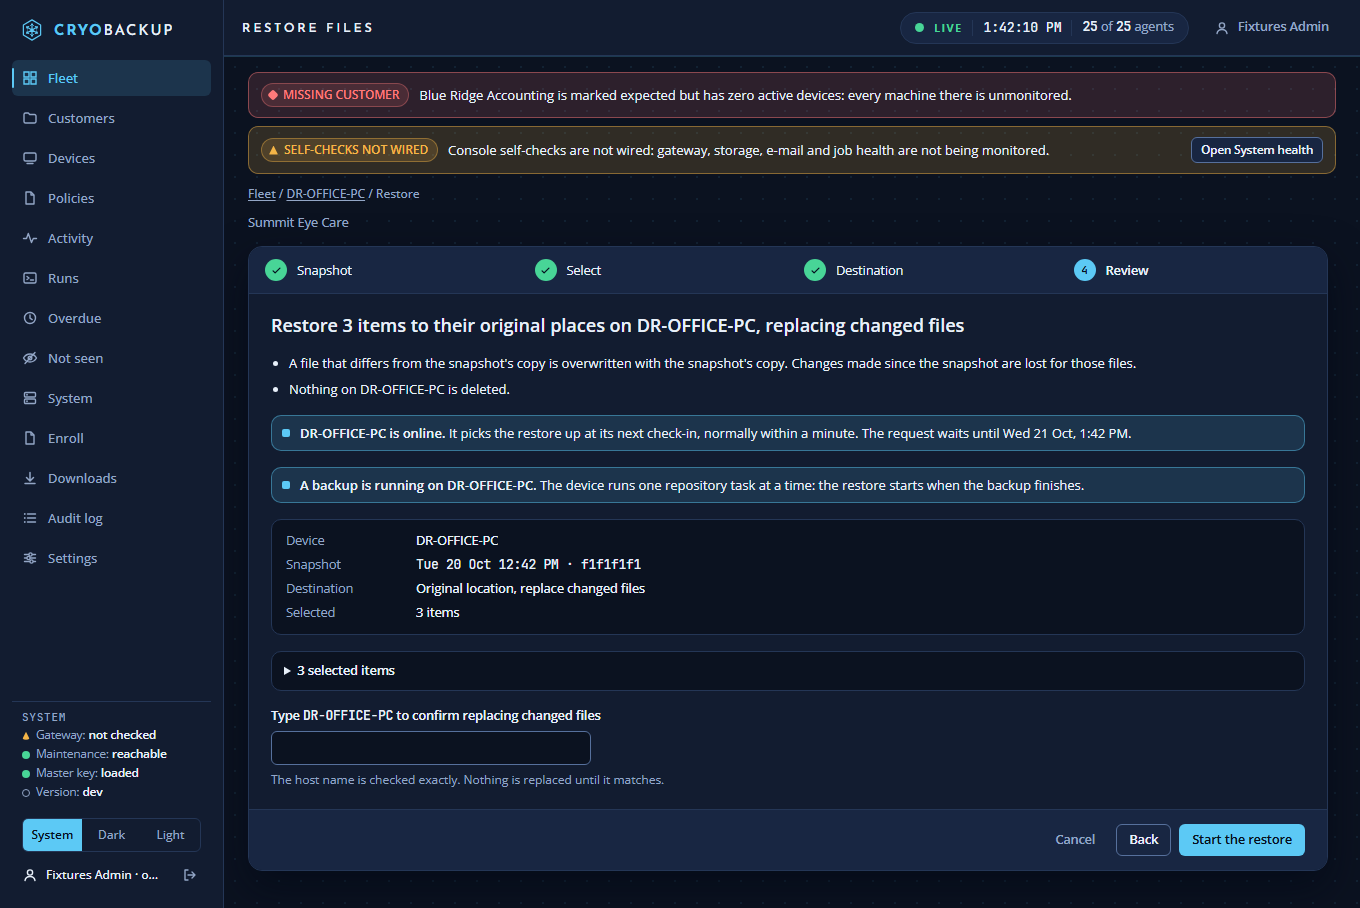 CRYOBACKUP
RESTORE FILES
LIVE 1:42:10 PM 25 of 25 agents
Fixtures Admin
Fleet
Customers
Devices
Policies
Activity
Runs
Overdue
Not seen
System
Enroll
Downloads
Audit log
Settings
SYSTEM
Gateway: not checked
Maintenance: reachable
Master key: loaded
Version: dev
System Dark Light
Fixtures Admin · o...
MISSING CUSTOMER Blue Ridge Accounting is marked expected but has zero active devices: every machine there is unmonitored.
SELF-CHECKS NOT WIRED Console self-checks are not wired: gateway, storage, e-mail and job health are not being monitored. Open System health
Fleet / DR-OFFICE-PC / Restore
Summit Eye Care
Snapshot Select Destination 4 Review
Restore 3 items to their original places on DR-OFFICE-PC, replacing changed files
• A file that differs from the snapshot's copy is overwritten with the snapshot's copy. Changes made since the snapshot are lost for those files.
• Nothing on DR-OFFICE-PC is deleted.
DR-OFFICE-PC is online. It picks the restore up at its next check-in, normally within a minute. The request waits until Wed 21 Oct, 1:42 PM.
A backup is running on DR-OFFICE-PC. The device runs one repository task at a time: the restore starts when the backup finishes.
Device DR-OFFICE-PC
Snapshot Tue 20 Oct 12:42 PM · f1f1f1f1
Destination Original location, replace changed files
Selected 3 items
3 selected items
Type DR-OFFICE-PC to confirm replacing changed files
The host name is checked exactly. Nothing is replaced until it matches.
Cancel Back Start the restore